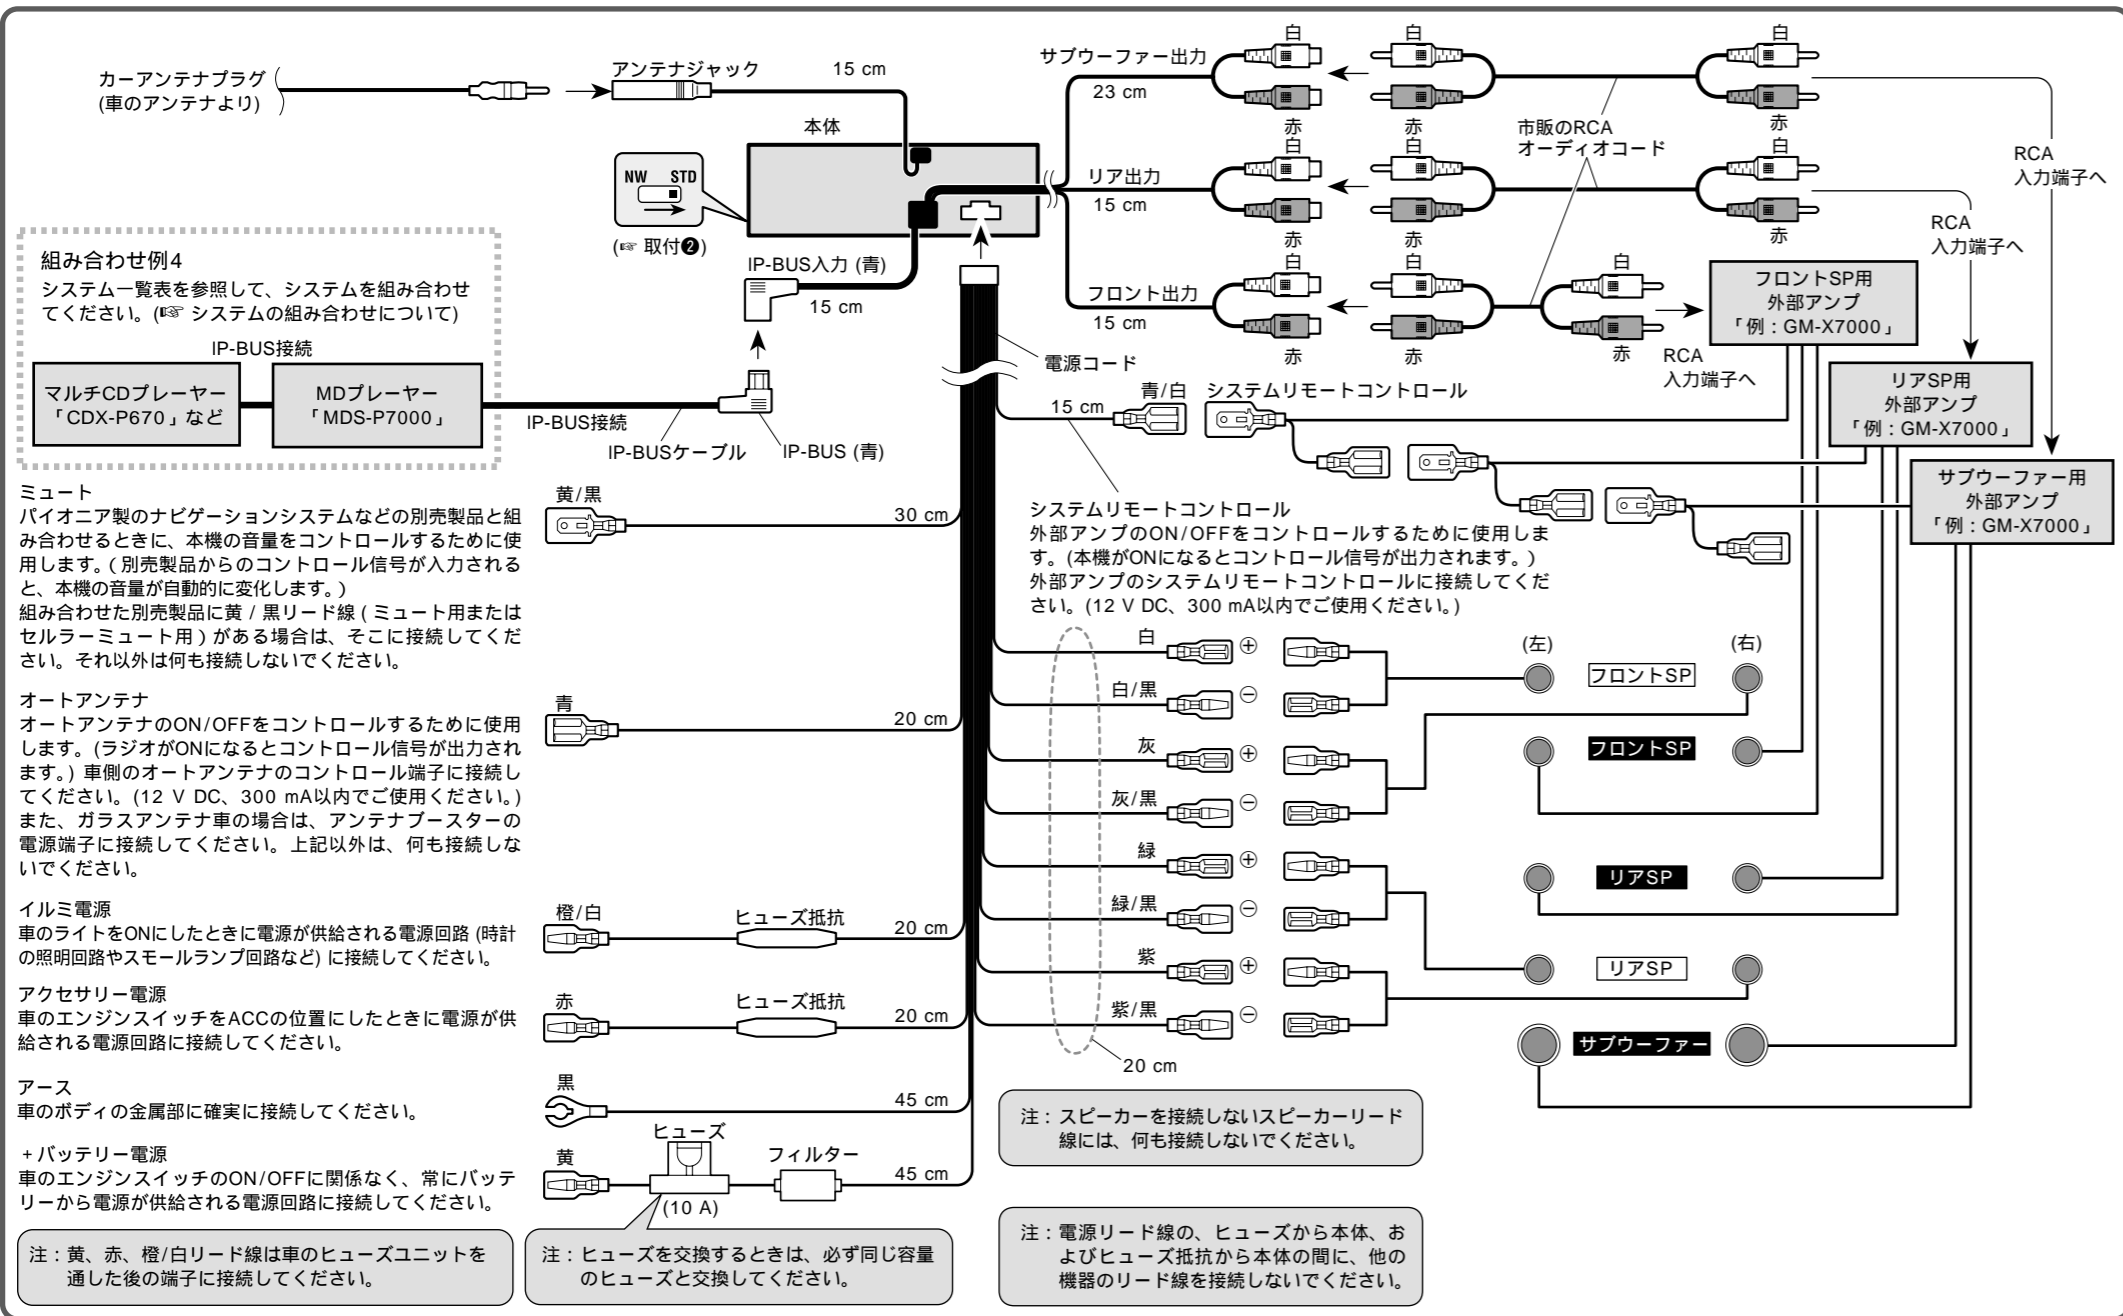 カーアンテナプラグ
(車のアンテナより)
アンテナジャック
15 cm
本体
NW STD
(☞ 取付❷)
サブウーファー出力
23 cm
白
赤
白
赤
白
赤
リア出力
15 cm
白
赤
白
赤
白
赤
フロント出力
15 cm
白
赤
白
赤
白
赤
市販のRCA
オーディオコード
RCA
入力端子へ
RCA
入力端子へ
RCA
入力端子へ
フロントSP用
外部アンプ
「例：GM-X7000」
リアSP用
外部アンプ
「例：GM-X7000」
サブウーファー用
外部アンプ
「例：GM-X7000」
組み合わせ例4
システム一覧表を参照して、システムを組み合わせ
てください。(☞ システムの組み合わせについて)
IP-BUS接続
マルチCDプレーヤー
「CDX-P670」など
MDプレーヤー
「MDS-P7000」
IP-BUS接続
IP-BUSケーブル
IP-BUS (青)
IP-BUS入力 (青)
15 cm
電源コード
15 cm
青/白
システムリモートコントロール
システムリモートコントロール
外部アンプのON/OFFをコントロールするために使用しま
す。(本機がONになるとコントロール信号が出力されます。)
外部アンプのシステムリモートコントロールに接続してくだ
さい。(12 V DC、300 mA以内でご使用ください。)
ミュート
パイオニア製のナビゲーションシステムなどの別売製品と組
み合わせるときに、本機の音量をコントロールするために使
用します。(別売製品からのコントロール信号が入力される
と、本機の音量が自動的に変化します。)
組み合わせた別売製品に黄 / 黒リード線 (ミュート用または
セルラーミュート用) がある場合は、そこに接続してくだ
さい。それ以外は何も接続しないでください。
黄/黒
30 cm
オートアンテナ
オートアンテナのON/OFFをコントロールするために使用
します。(ラジオがONになるとコントロール信号が出力され
ます。) 車側のオートアンテナのコントロール端子に接続し
てください。(12 V DC、300 mA以内でご使用ください。)
また、ガラスアンテナ車の場合は、アンテナブースターの
電源端子に接続してください。上記以外は、何も接続しな
いでください。
青
20 cm
イルミ電源
車のライトをONにしたときに電源が供給される電源回路 (時計
の照明回路やスモールランプ回路など) に接続してください。
橙/白
ヒューズ抵抗
20 cm
アクセサリー電源
車のエンジンスイッチをACCの位置にしたときに電源が供
給される電源回路に接続してください。
赤
ヒューズ抵抗
20 cm
アース
車のボディの金属部に確実に接続してください。
黒
45 cm
+ バッテリー電源
車のエンジンスイッチのON/OFFに関係なく、常にバッテ
リーから電源が供給される電源回路に接続してください。
黄
ヒューズ
(10 A)
フィルター
45 cm
白
⊕
白/黒
⊖
灰
⊕
灰/黒
⊖
緑
⊕
緑/黒
⊖
紫
⊕
紫/黒
⊖
20 cm
(左)
(右)
フロントSP
フロントSP
リアSP
リアSP
サブウーファー
注：黄、赤、橙/白リード線は車のヒューズユニットを
通した後の端子に接続してください。
注：ヒューズを交換するときは、必ず同じ容量
のヒューズと交換してください。
注：スピーカーを接続しないスピーカーリード
線には、何も接続しないでください。
注：電源リード線の、ヒューズから本体、お
よびヒューズ抵抗から本体の間に、他の
機器のリード線を接続しないでください。